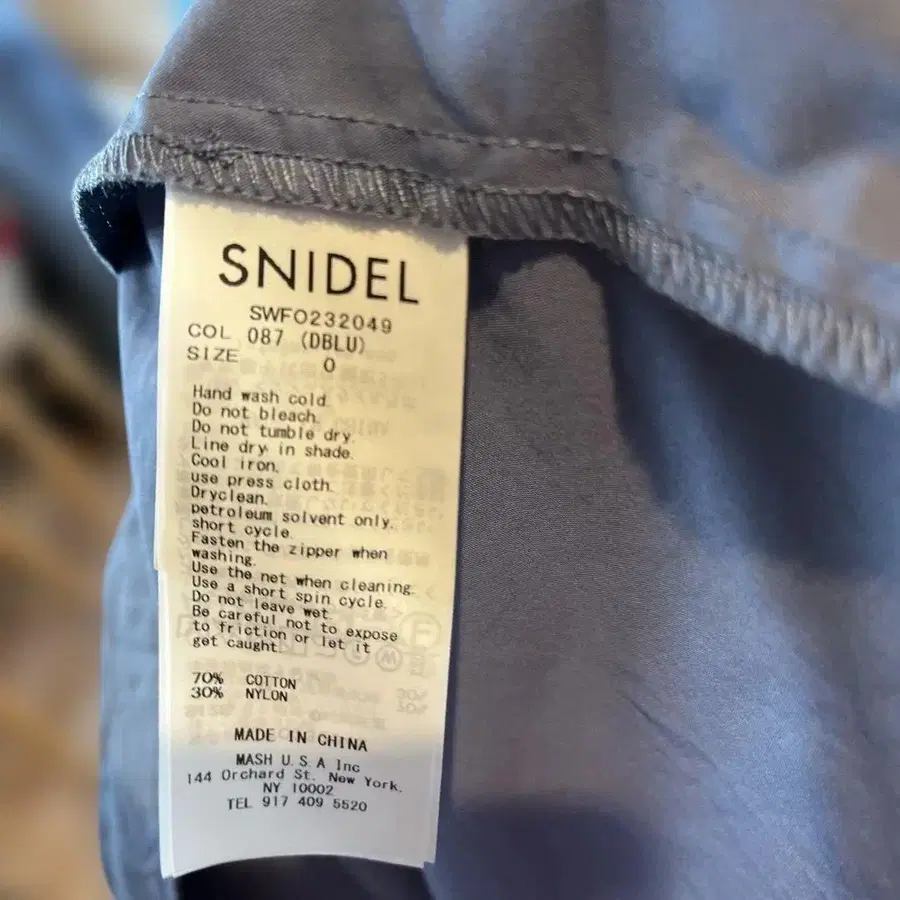 SNIDEL
SWFO232049
COL 087 (DBLU)
SIZE 0
Hand wash cold.
Do not bleach.
Do not tumble dry.
Line dry in shade.
Cool iron.
use press cloth.
Dryclean.
petroleum solvent only.
short cycle.
Fasten the zipper when
washing.
Use the net when cleaning.
Use a short spin cycle.
Do not leave wet.
Be careful not to expose
to friction or let it
get caught.
70% COTTON
30% NYLON
MADE IN CHINA
MASH U.S.A Inc
144 Orchard St. New York.
NY 10002
TEL 917 409 5520